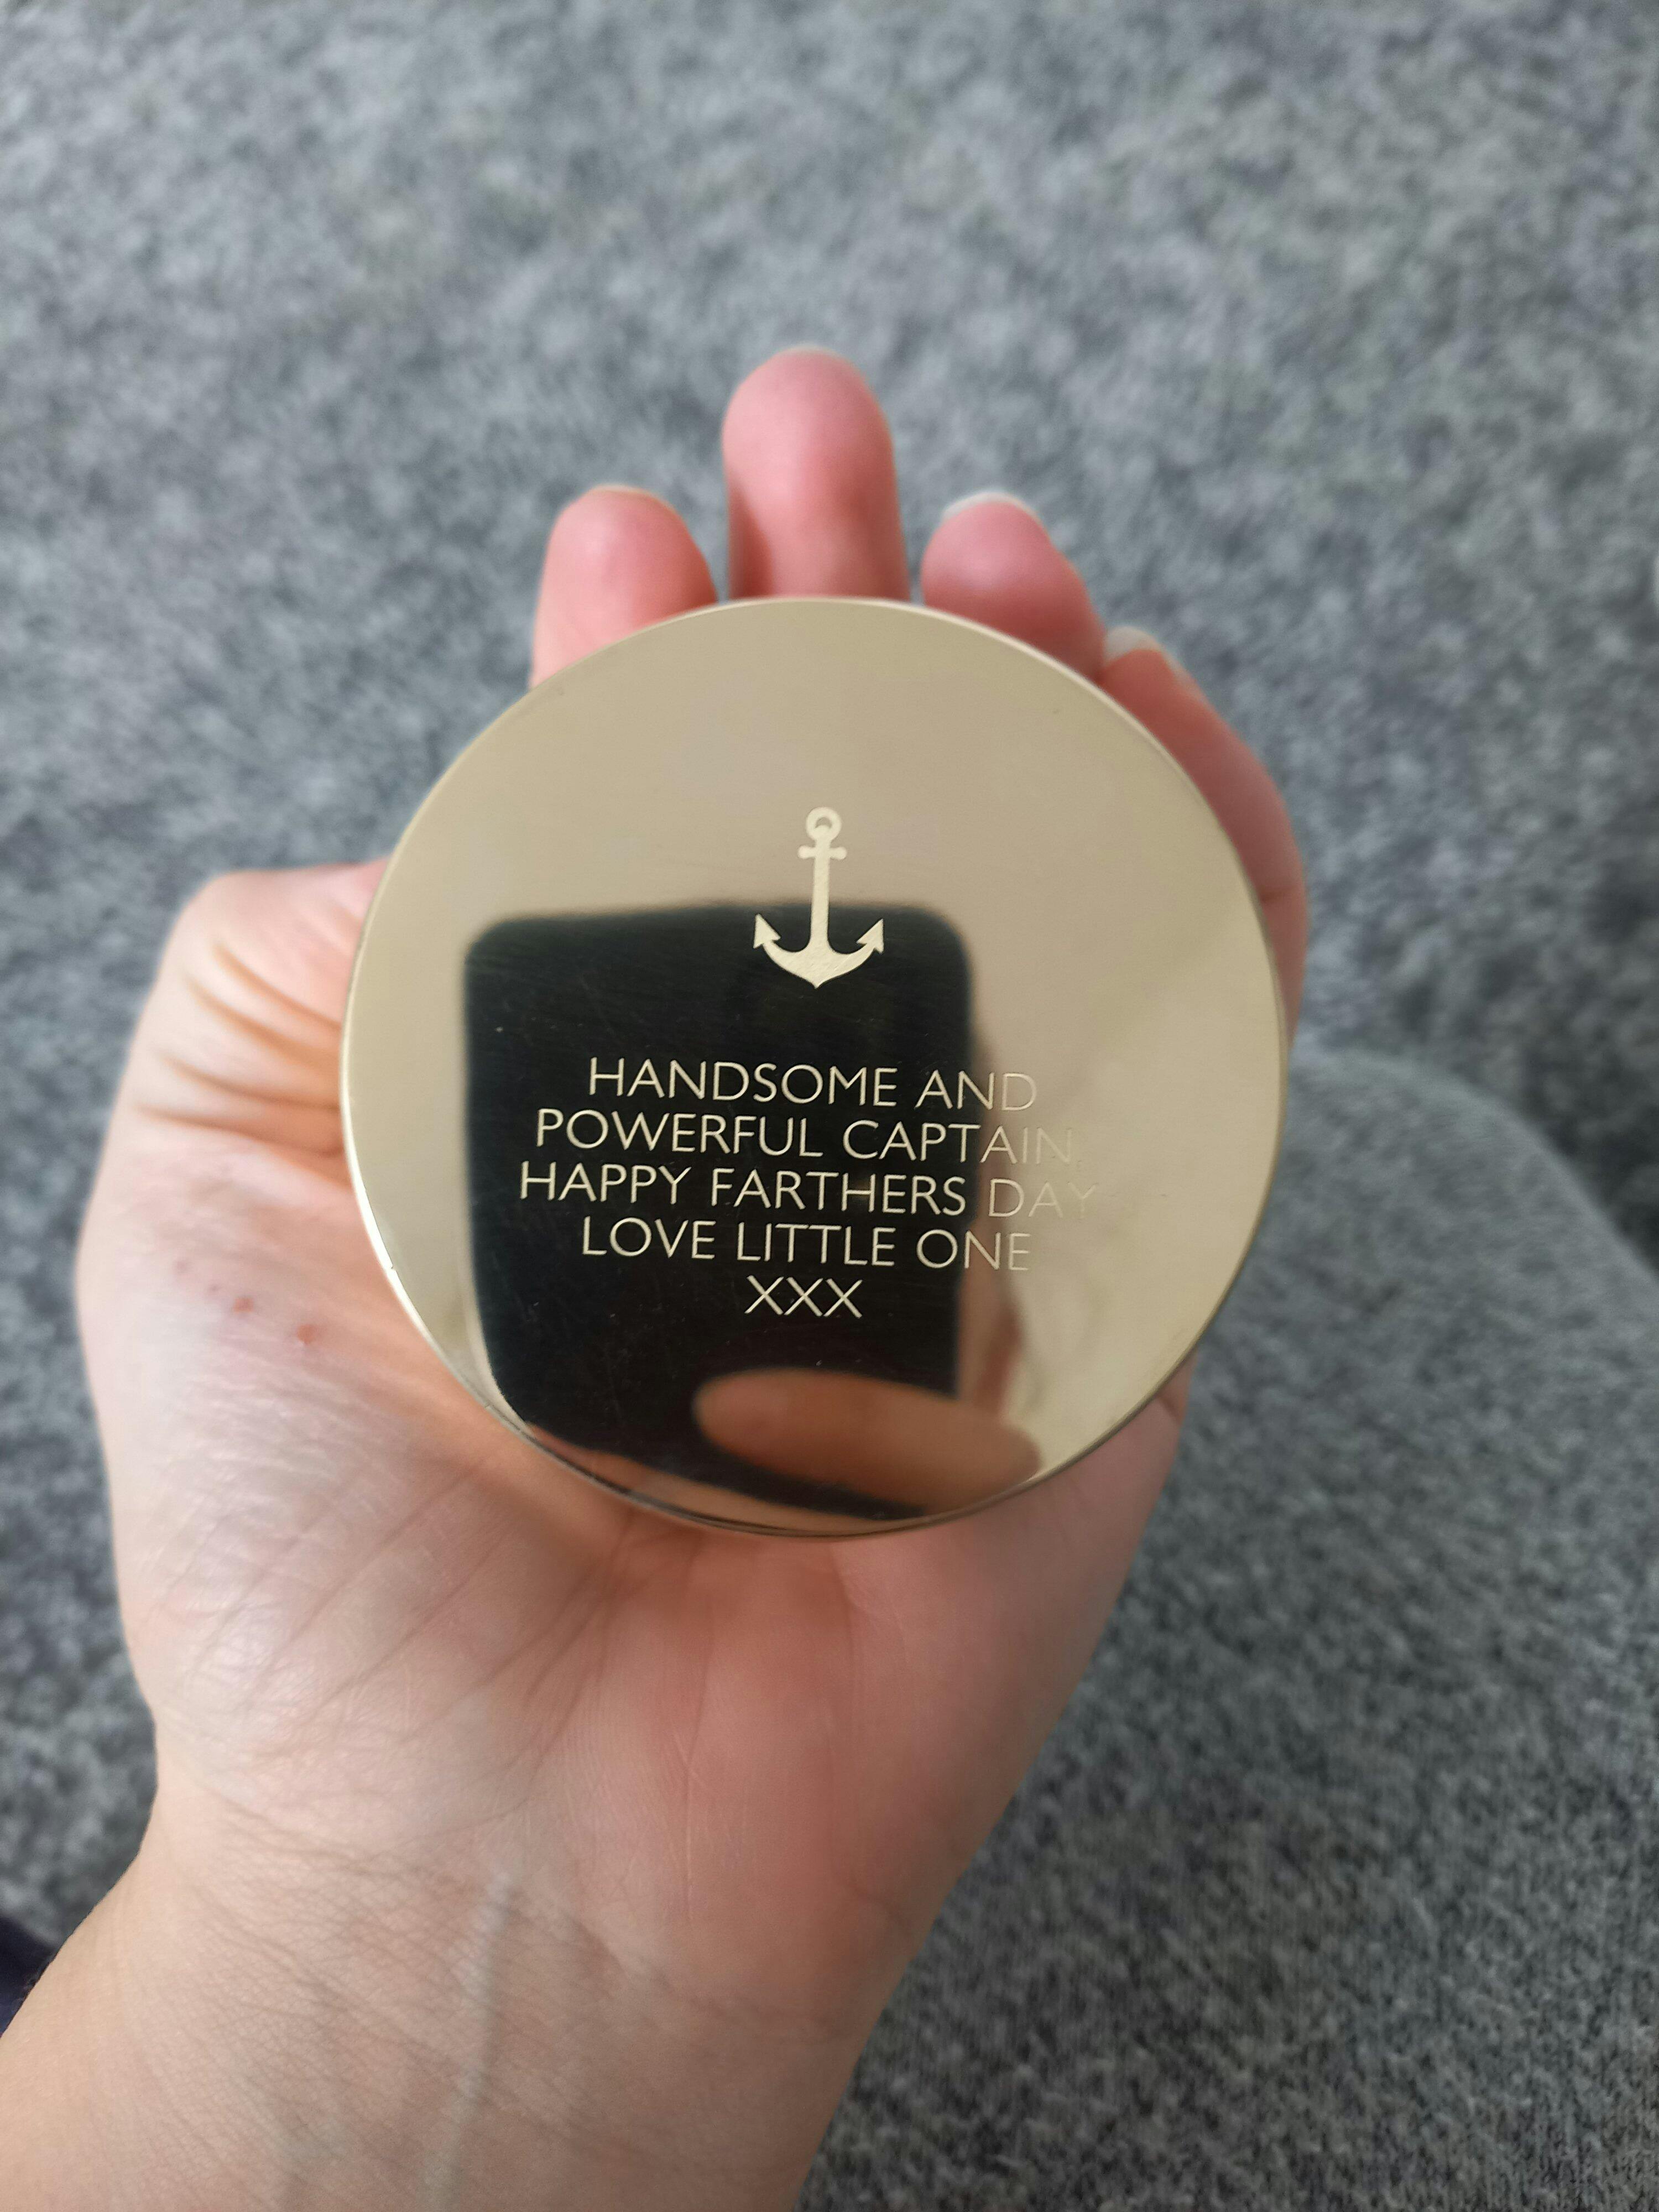 HANDSOME AND
POWERFUL CAPTAIN,
HAPPY FARTHERS DAY
LOVE LITTLE ONE
XXX